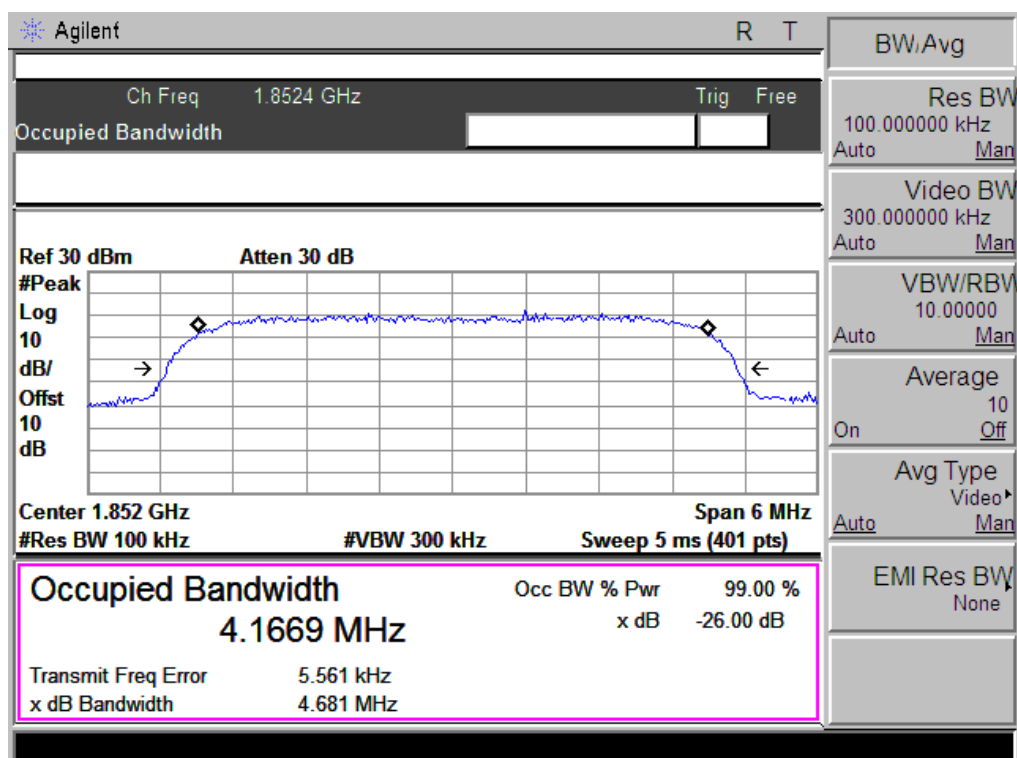 Agilent R T
Ch Freq 1.8524 GHz Trig Free
Occupied Bandwidth
Ref 30 dBm Atten 30 dB
#Peak
Log
10
dB/
Offst
10
dB
Center 1.852 GHz Span 6 MHz
#Res BW 100 kHz #VBW 300 kHz Sweep 5 ms (401 pts)
Occupied Bandwidth Occ BW % Pwr 99.00 %
4.1669 MHz x dB -26.00 dB
Transmit Freq Error 5.561 kHz
x dB Bandwidth 4.681 MHz
BW/Avg
Res BW
100.000000 kHz
Auto Man
Video BW
300.000000 kHz
Auto Man
VBW/RBW
10.00000
Auto Man
Average
10
On Off
Avg Type
Video
Auto Man
EMI Res BW
None